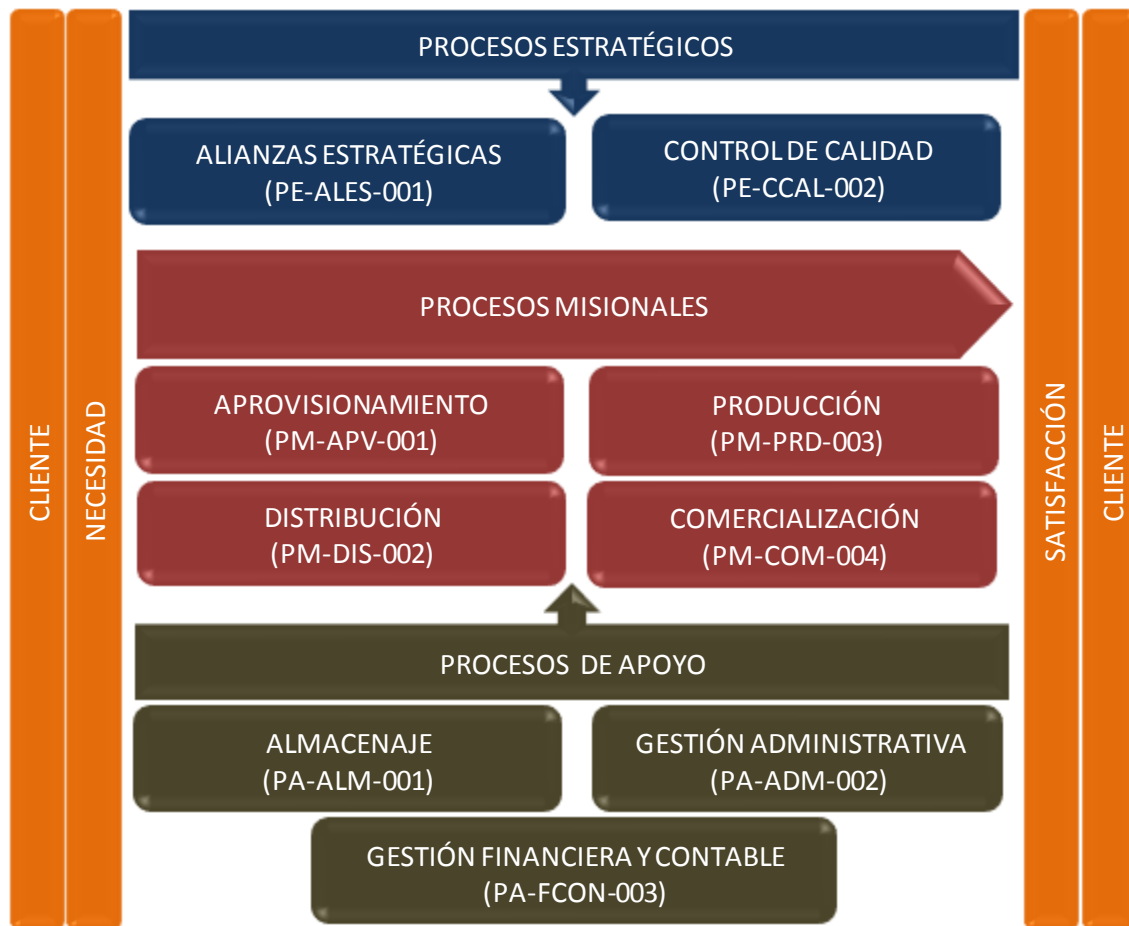 CLIENTE
NECESIDAD
PROCESOS ESTRATÉGICOS
ALIANZAS ESTRATÉGICAS
(PE-ALES-001)
CONTROL DE CALIDAD
(PE-CCAL-002)
PROCESOS MISIONALES
APROVISIONAMIENTO
(PM-APV-001)
PRODUCCIÓN
(PM-PRD-003)
DISTRIBUCIÓN
(PM-DIS-002)
COMERCIALIZACIÓN
(PM-COM-004)
PROCESOS DE APOYO
ALMACENAJE
(PA-ALM-001)
GESTIÓN ADMINISTRATIVA
(PA-ADM-002)
GESTIÓN FINANCIERA Y CONTABLE
(PA-FCON-003)
SATISFACCIÓN
CLIENTE